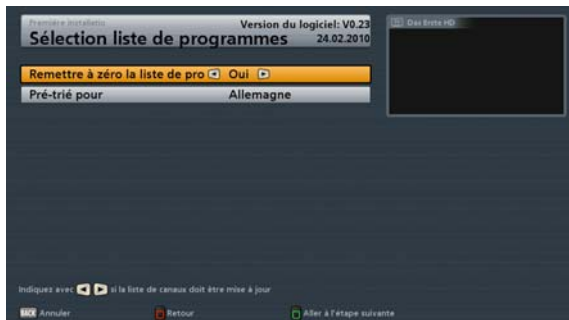 Première installatio
Version du logiciel: V0.23
Sélection liste de programmes
24.02.2010
Das Erste HD
Remettre à zéro la liste de pro Oui
Pré-trié pour Allemagne
Indiquez avec si la liste de canaux doit être mise à jour
BACK Annuler Retour Aller à l'étape suivante